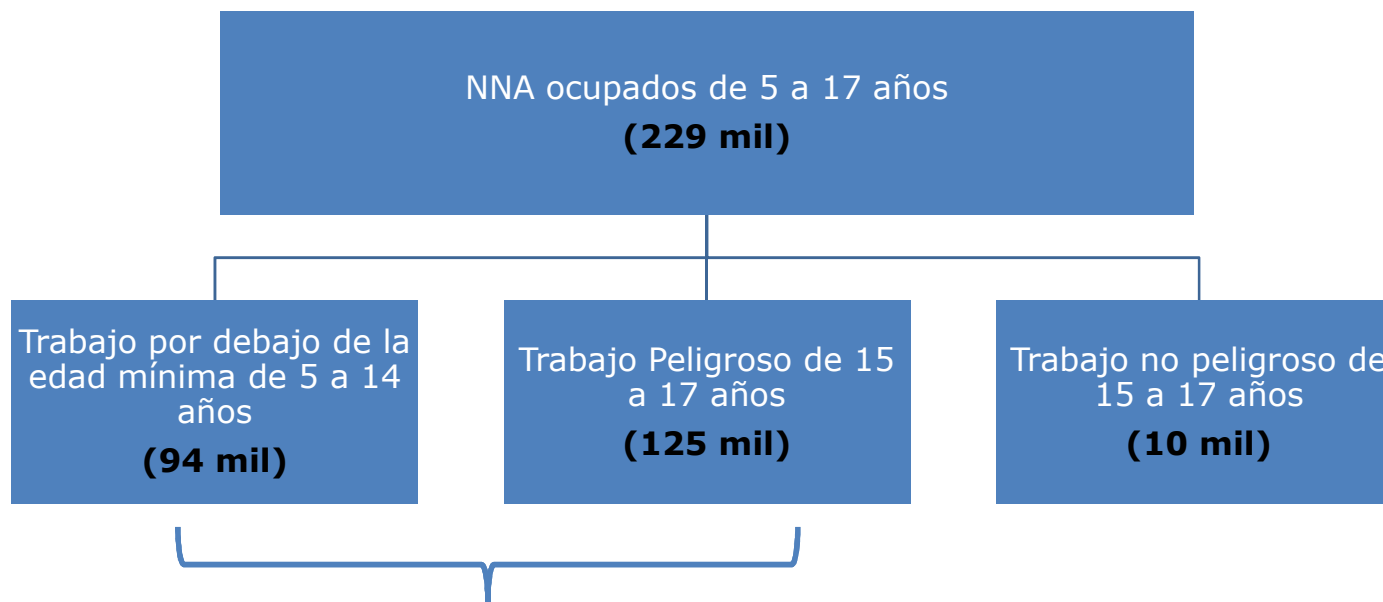 NNA ocupados de 5 a 17 años
(229 mil)
Trabajo por debajo de la
edad mínima de 5 a 14
años
(94 mil)
Trabajo Peligroso de 15
a 17 años
(125 mil)
Trabajo no peligroso de
15 a 17 años
(10 mil)